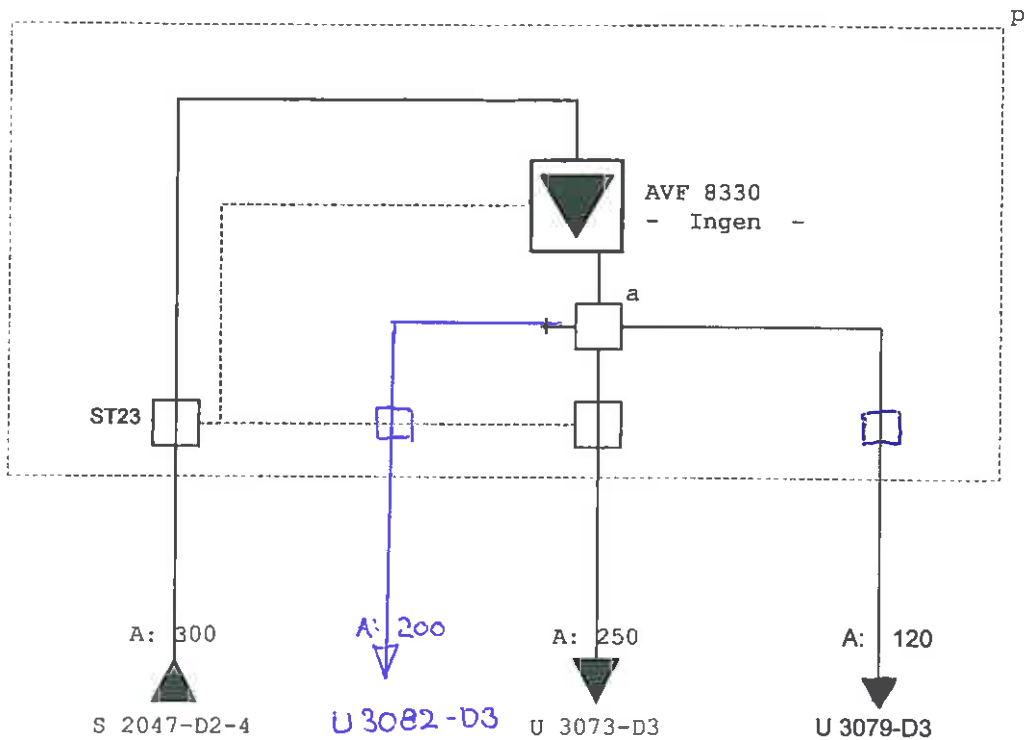 p
AVF 8330
-  Ingen  -
a
ST23
A: 300
A: 200
A: 250
A: 120
S 2047-D2-4
U 3082-D3
U 3073-D3
U 3079-D3